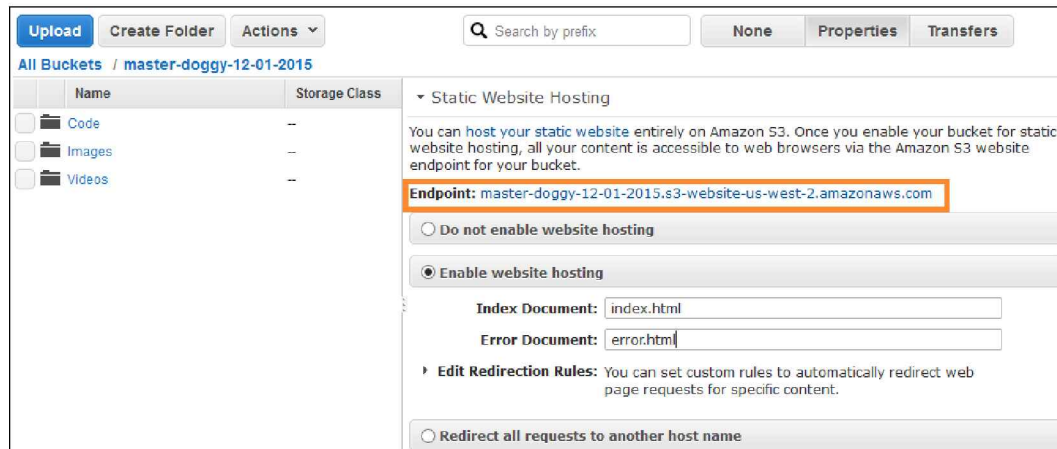 Upload Create Folder Actions Search by prefix None Properties Transfers
All Buckets / master-doggy-12-01-2015
Name Storage Class
Code --
Images --
Videos --
Static Website Hosting
You can host your static website entirely on Amazon S3. Once you enable your bucket for static
website hosting, all your content is accessible to web browsers via the Amazon S3 website
endpoint for your bucket.
Endpoint: master-doggy-12-01-2015.s3-website-us-west-2.amazonaws.com
Do not enable website hosting
Enable website hosting
Index Document: index.html
Error Document: error.html
Edit Redirection Rules: You can set custom rules to automatically redirect web
page requests for specific content.
Redirect all requests to another host name